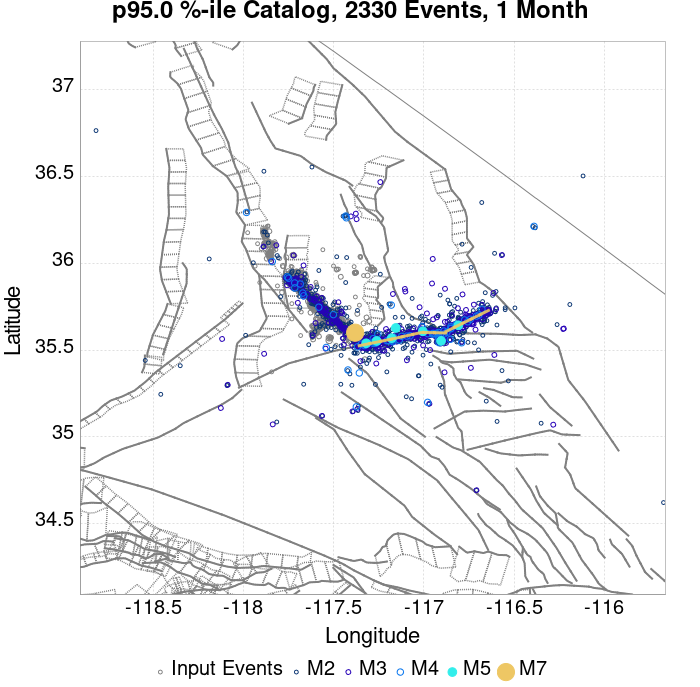 p95.0 %-ile Catalog, 2330 Events, 1 Month
37
36.5
36
35.5
35
34.5
Latitude
-118.5 -118 -117.5 -117 -116.5 -116
Longitude
Input Events M2 M3 M4 M5 M7